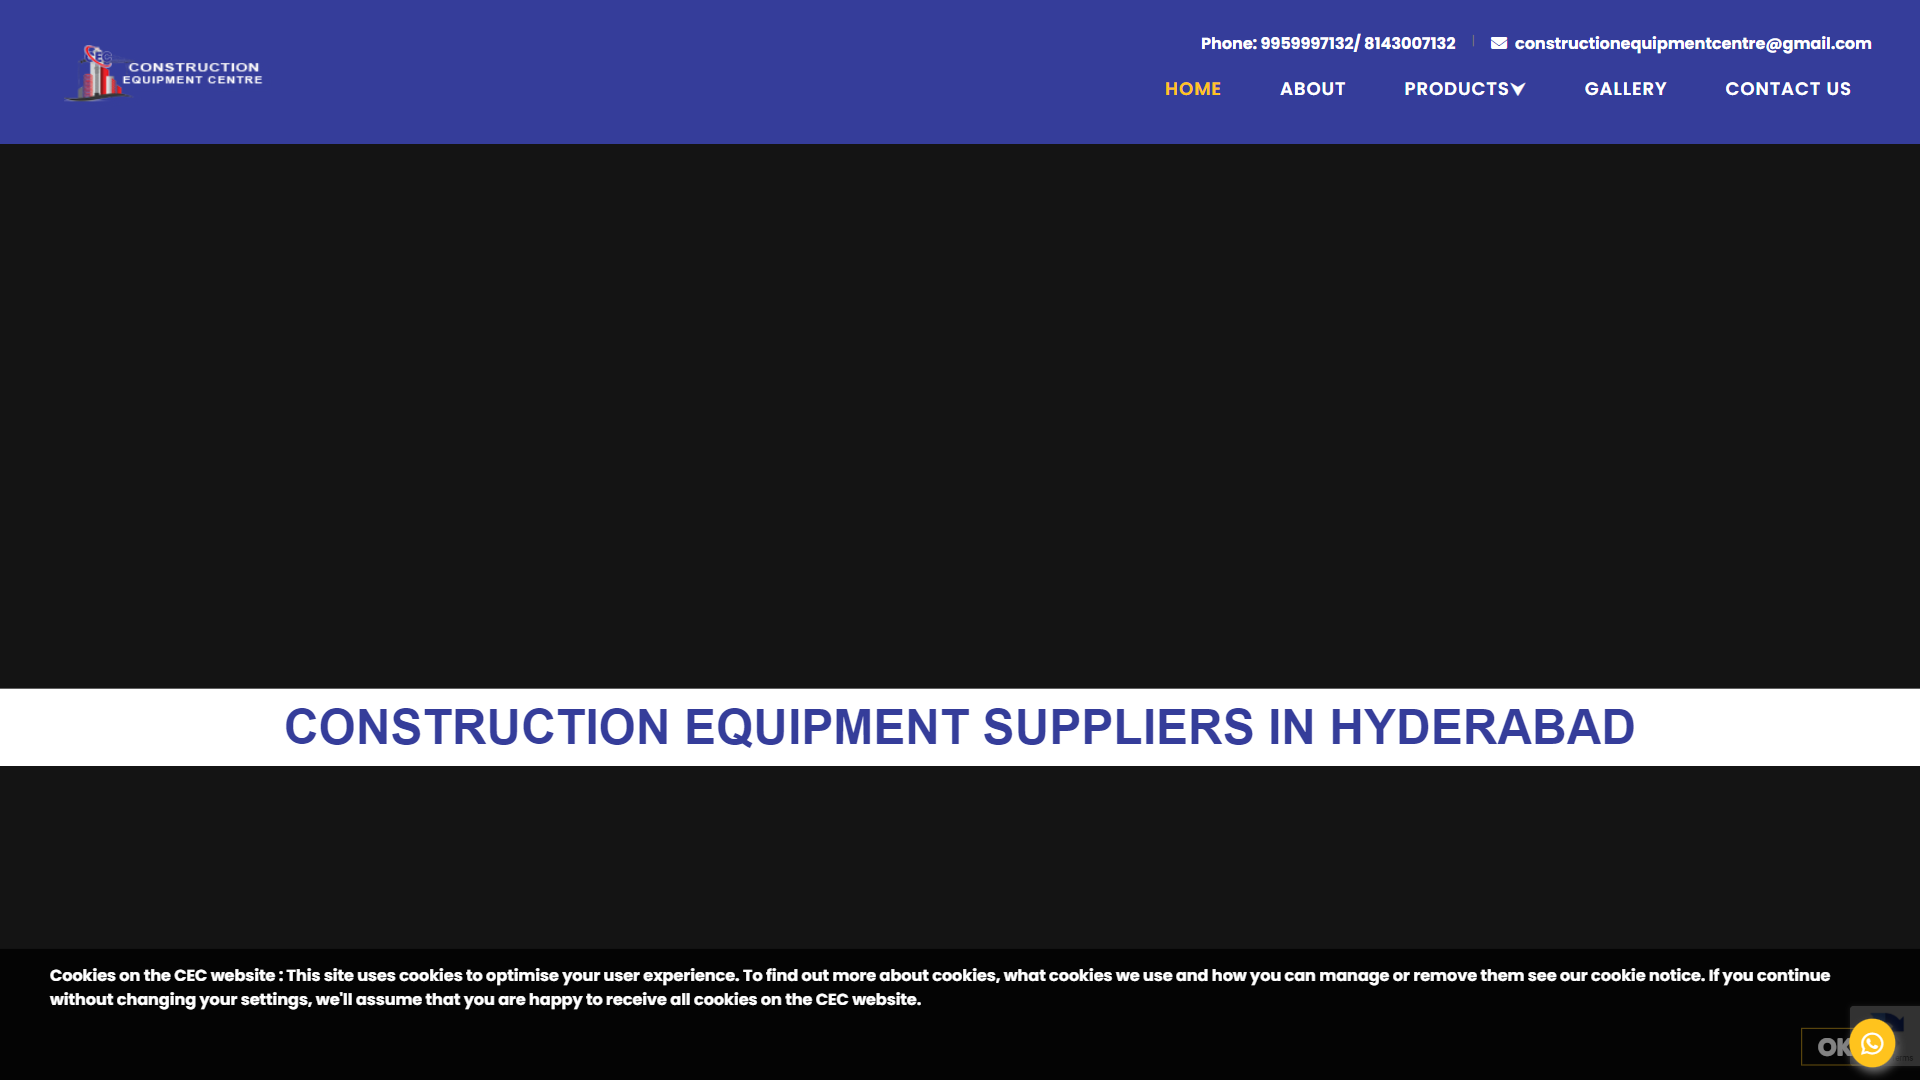 CEC
CONSTRUCTION
EQUIPMENT CENTRE
Phone: 9959997132/ 8143007132
constructionequipmentcentre@gmail.com
HOME
ABOUT
PRODUCTS
GALLERY
CONTACT US
CONSTRUCTION EQUIPMENT SUPPLIERS IN HYDERABAD
Cookies on the CEC website : This site uses cookies to optimise your user experience. To find out more about cookies, what cookies we use and how you can manage or remove them see our cookie notice. If you continue
without changing your settings, we'll assume that you are happy to receive all cookies on the CEC website.
OK